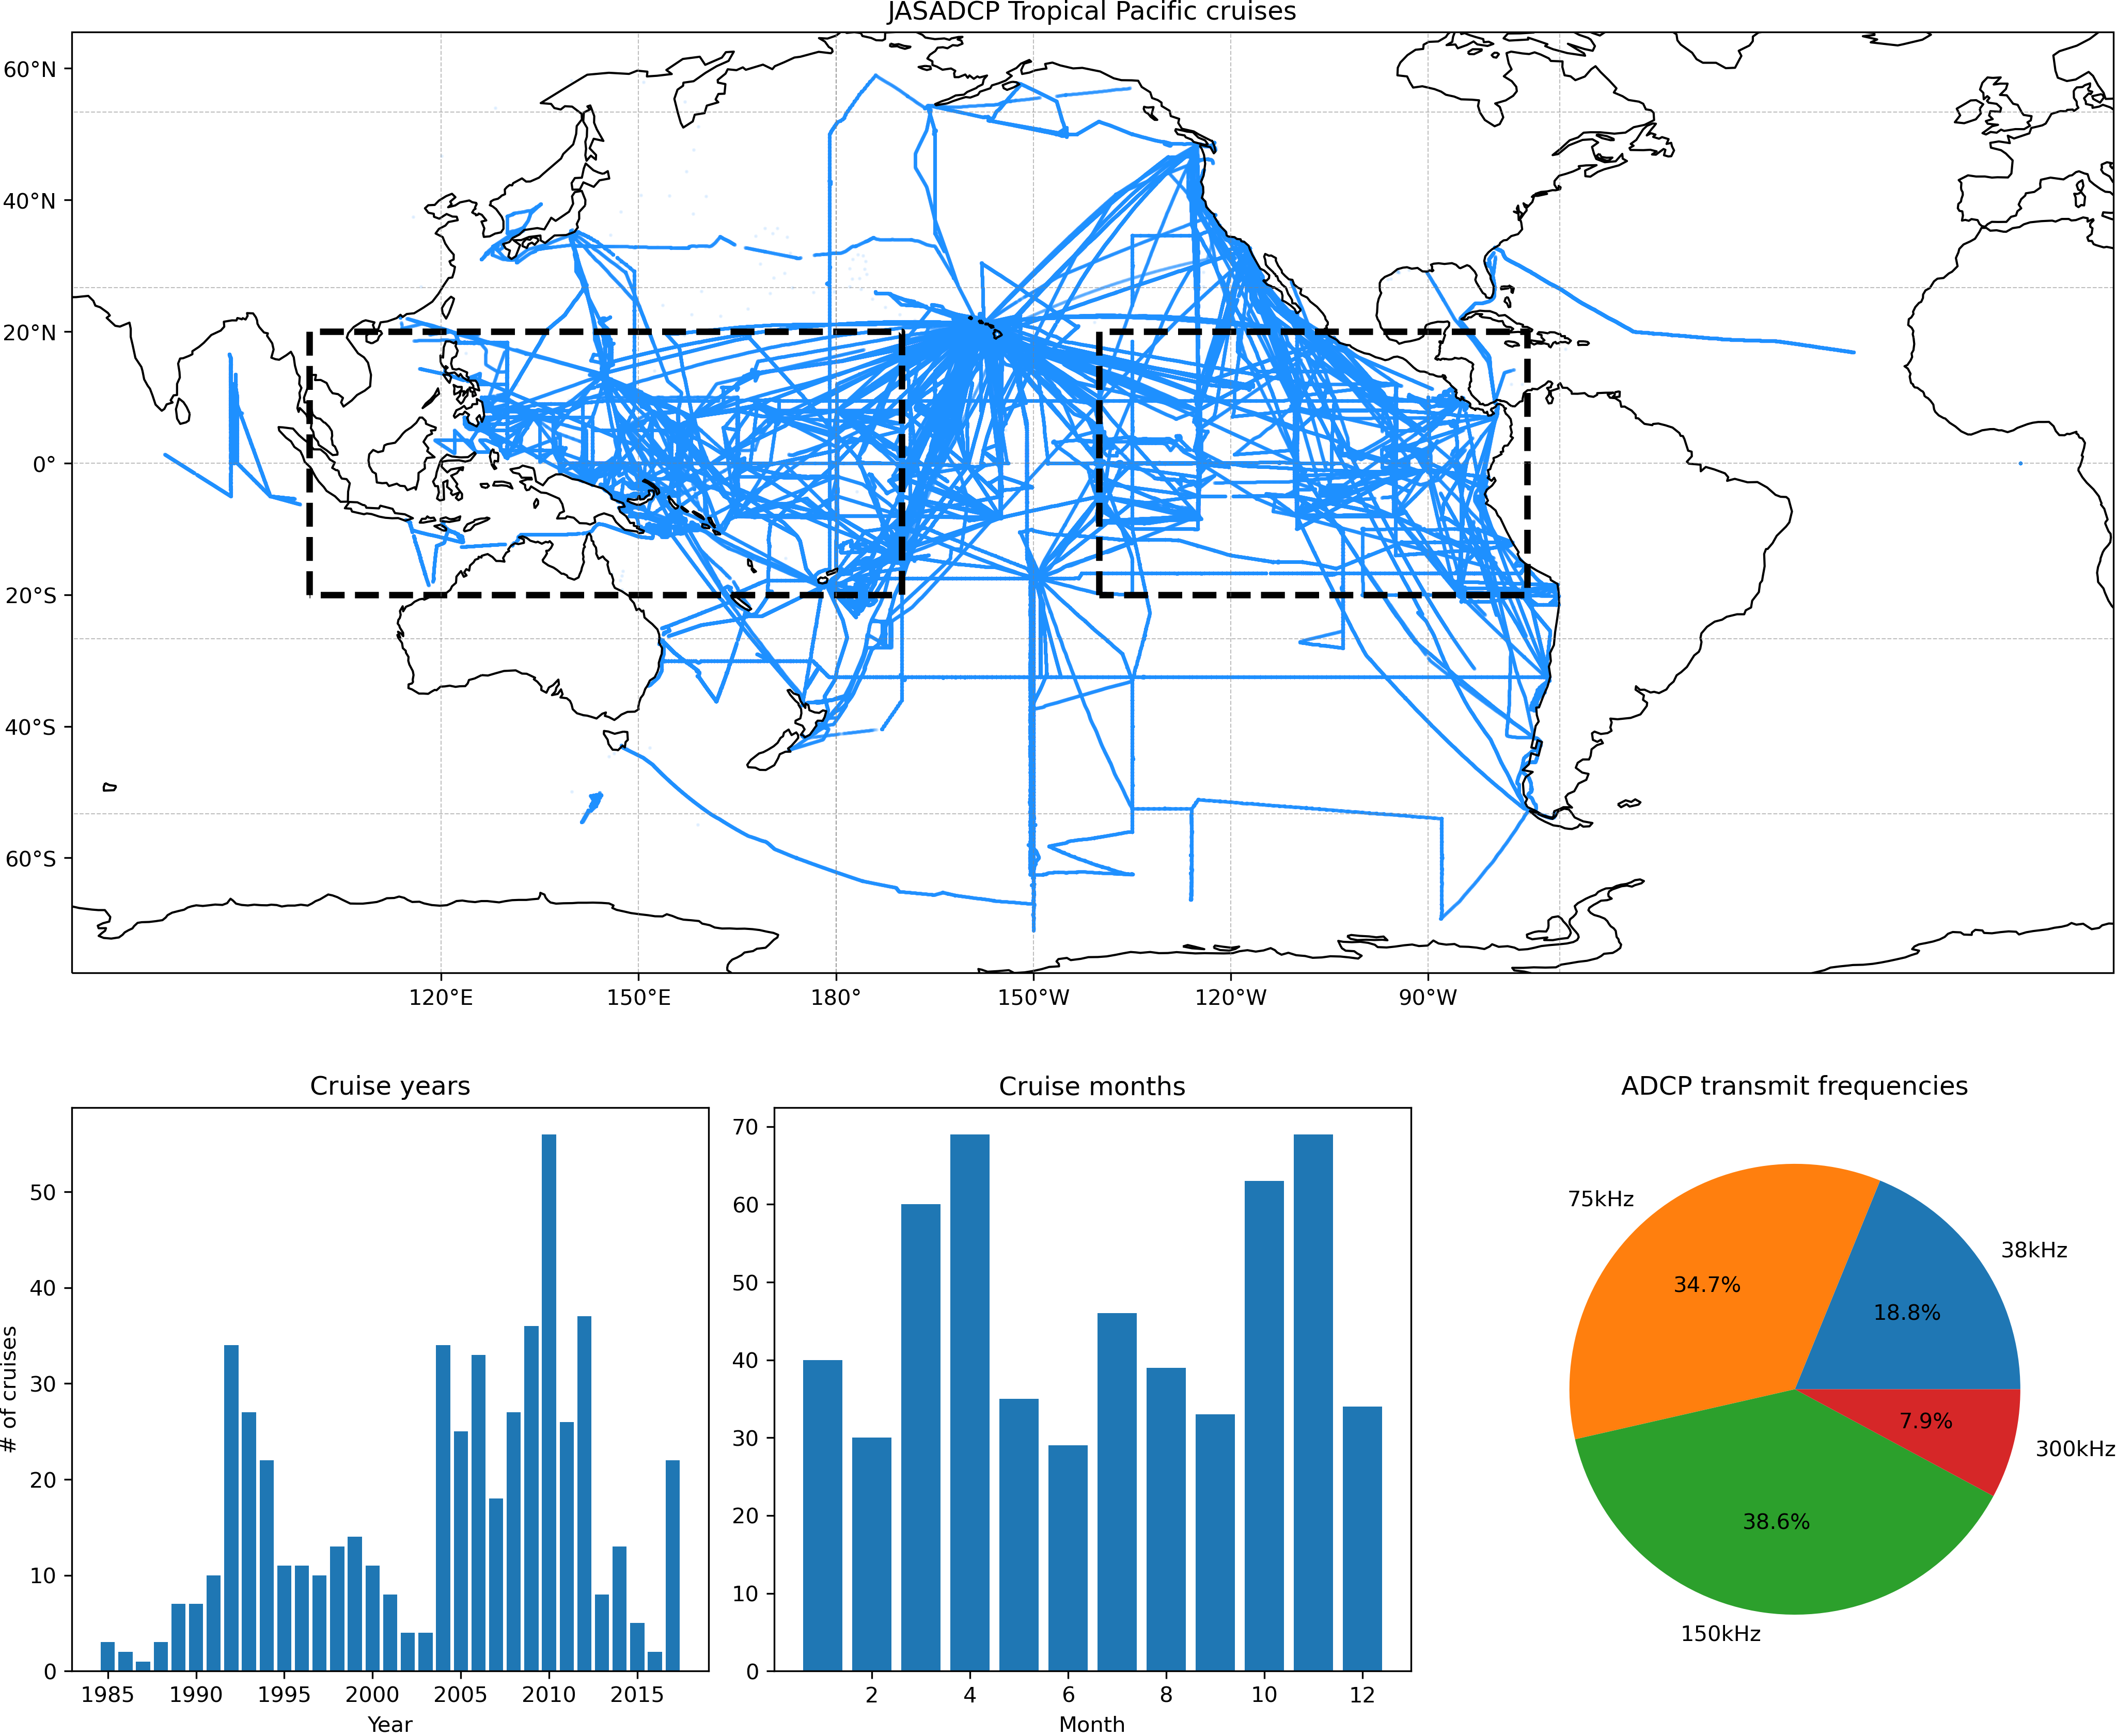 JASADCP Tropical Pacific cruises
60°N
40°N
20°N
0°
20°S
40°S
60°S
120°E 150°E 180° 150°W 120°W 90°W
Cruise years
# of cruises
50
40
30
20
10
0
1985 1990 1995 2000 2005 2010 2015
Year
Cruise months
70
60
50
40
30
20
10
0
2 4 6 8 10 12
Month
ADCP transmit frequencies
75kHz
38kHz
34.7%
18.8%
7.9%
300kHz
38.6%
150kHz